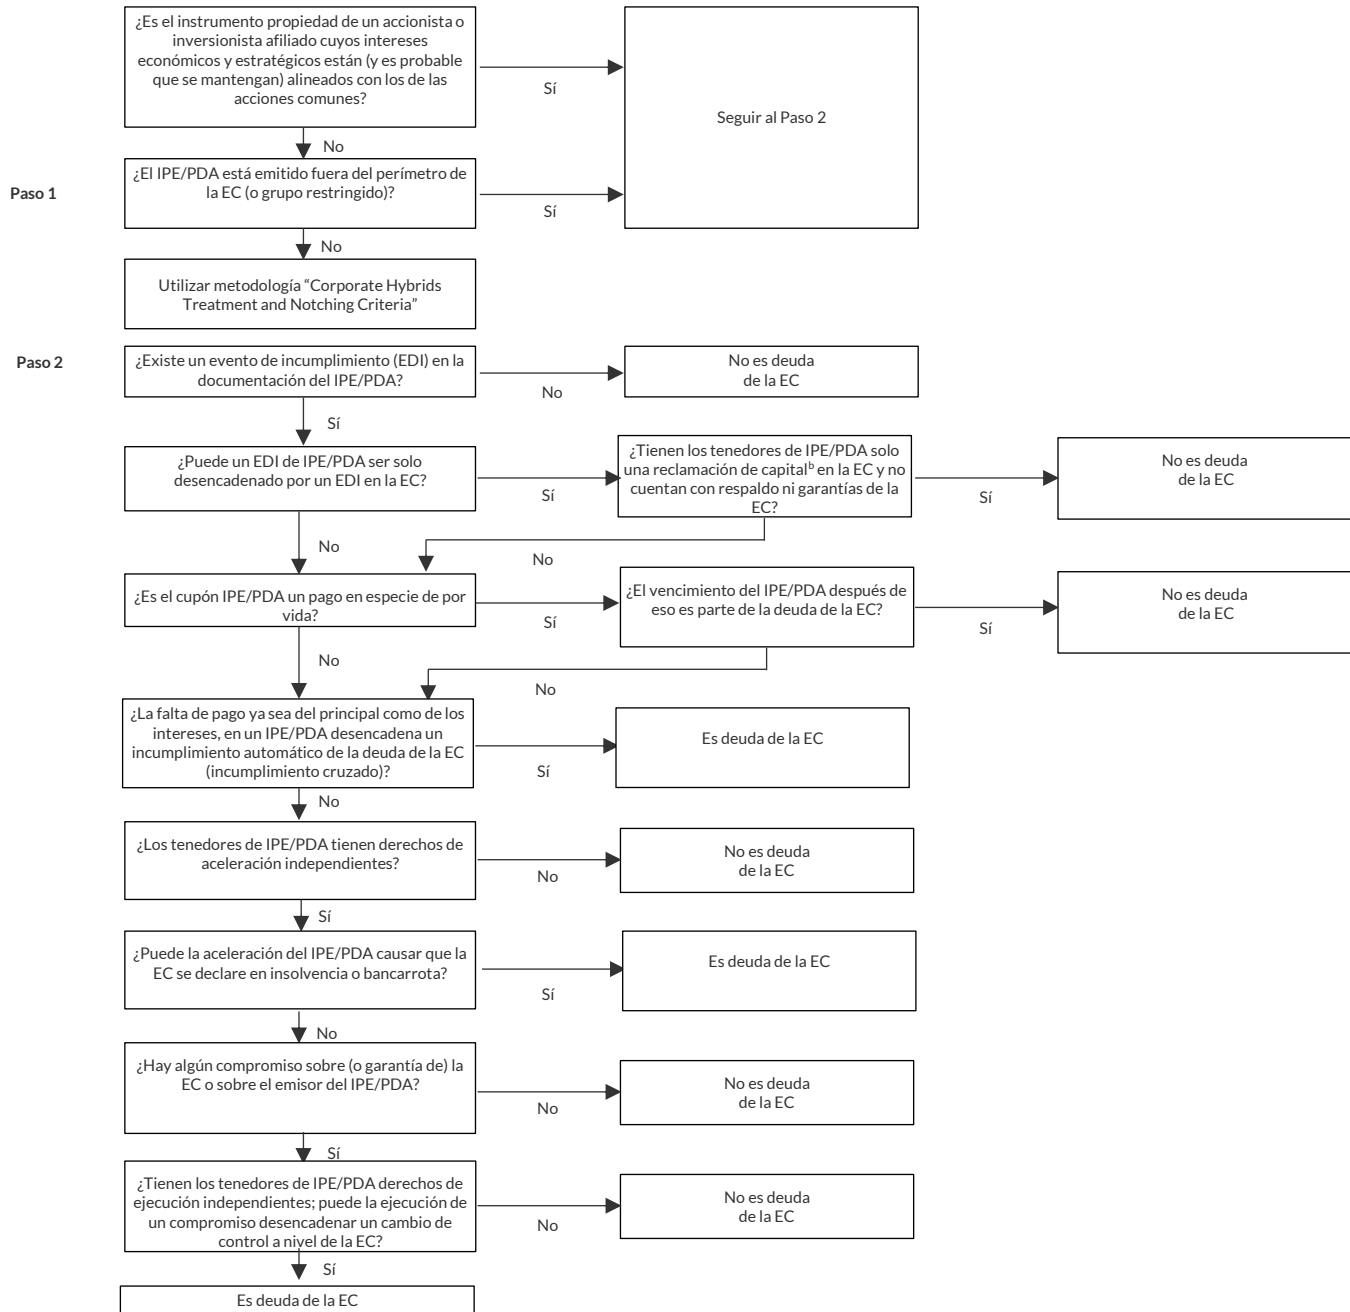 ¿Es el instrumento propiedad de un accionista o
inversionista afiliado cuyos intereses
económicos y estratégicos están (y es probable
que se mantengan) alineados con los de las
acciones comunes?
Sí
Seguir al Paso 2
No
Paso 1
¿El IPE/PDA está emitido fuera del perímetro de
la EC (o grupo restringido)?
Sí
No
Utilizar metodología “Corporate Hybrids
Treatment and Notching Criteria”
Paso 2
¿Existe un evento de incumplimiento (EDI) en la
documentación del IPE/PDA?
No
No es deuda
de la EC
Sí
¿Puede un EDI de IPE/PDA ser solo
desencadenado por un EDI en la EC?
Sí
¿Tienen los tenedores de IPE/PDA solo
una reclamación de capitalᵇ en la EC y no
cuentan con respaldo ni garantías de la
EC?
Sí
No es deuda
de la EC
No
No
¿Es el cupón IPE/PDA un pago en especie de por
vida?
Sí
¿El vencimiento del IPE/PDA después de
eso es parte de la deuda de la EC?
Sí
No es deuda
de la EC
No
No
¿La falta de pago ya sea del principal como de los
intereses, en un IPE/PDA desencadena un
incumplimiento automático de la deuda de la EC
(incumplimiento cruzado)?
Sí
Es deuda de la EC
No
¿Los tenedores de IPE/PDA tienen derechos de
aceleración independientes?
No
No es deuda
de la EC
Sí
¿Puede la aceleración del IPE/PDA causar que la
EC se declare en insolvencia o bancarrota?
Sí
Es deuda de la EC
No
¿Hay algún compromiso sobre (o garantía de) la
EC o sobre el emisor del IPE/PDA?
No
No es deuda
de la EC
Sí
¿Tienen los tenedores de IPE/PDA derechos de
ejecución independientes; puede la ejecución de
un compromiso desencadenar un cambio de
control a nivel de la EC?
No
No es deuda
de la EC
Sí
Es deuda de la EC